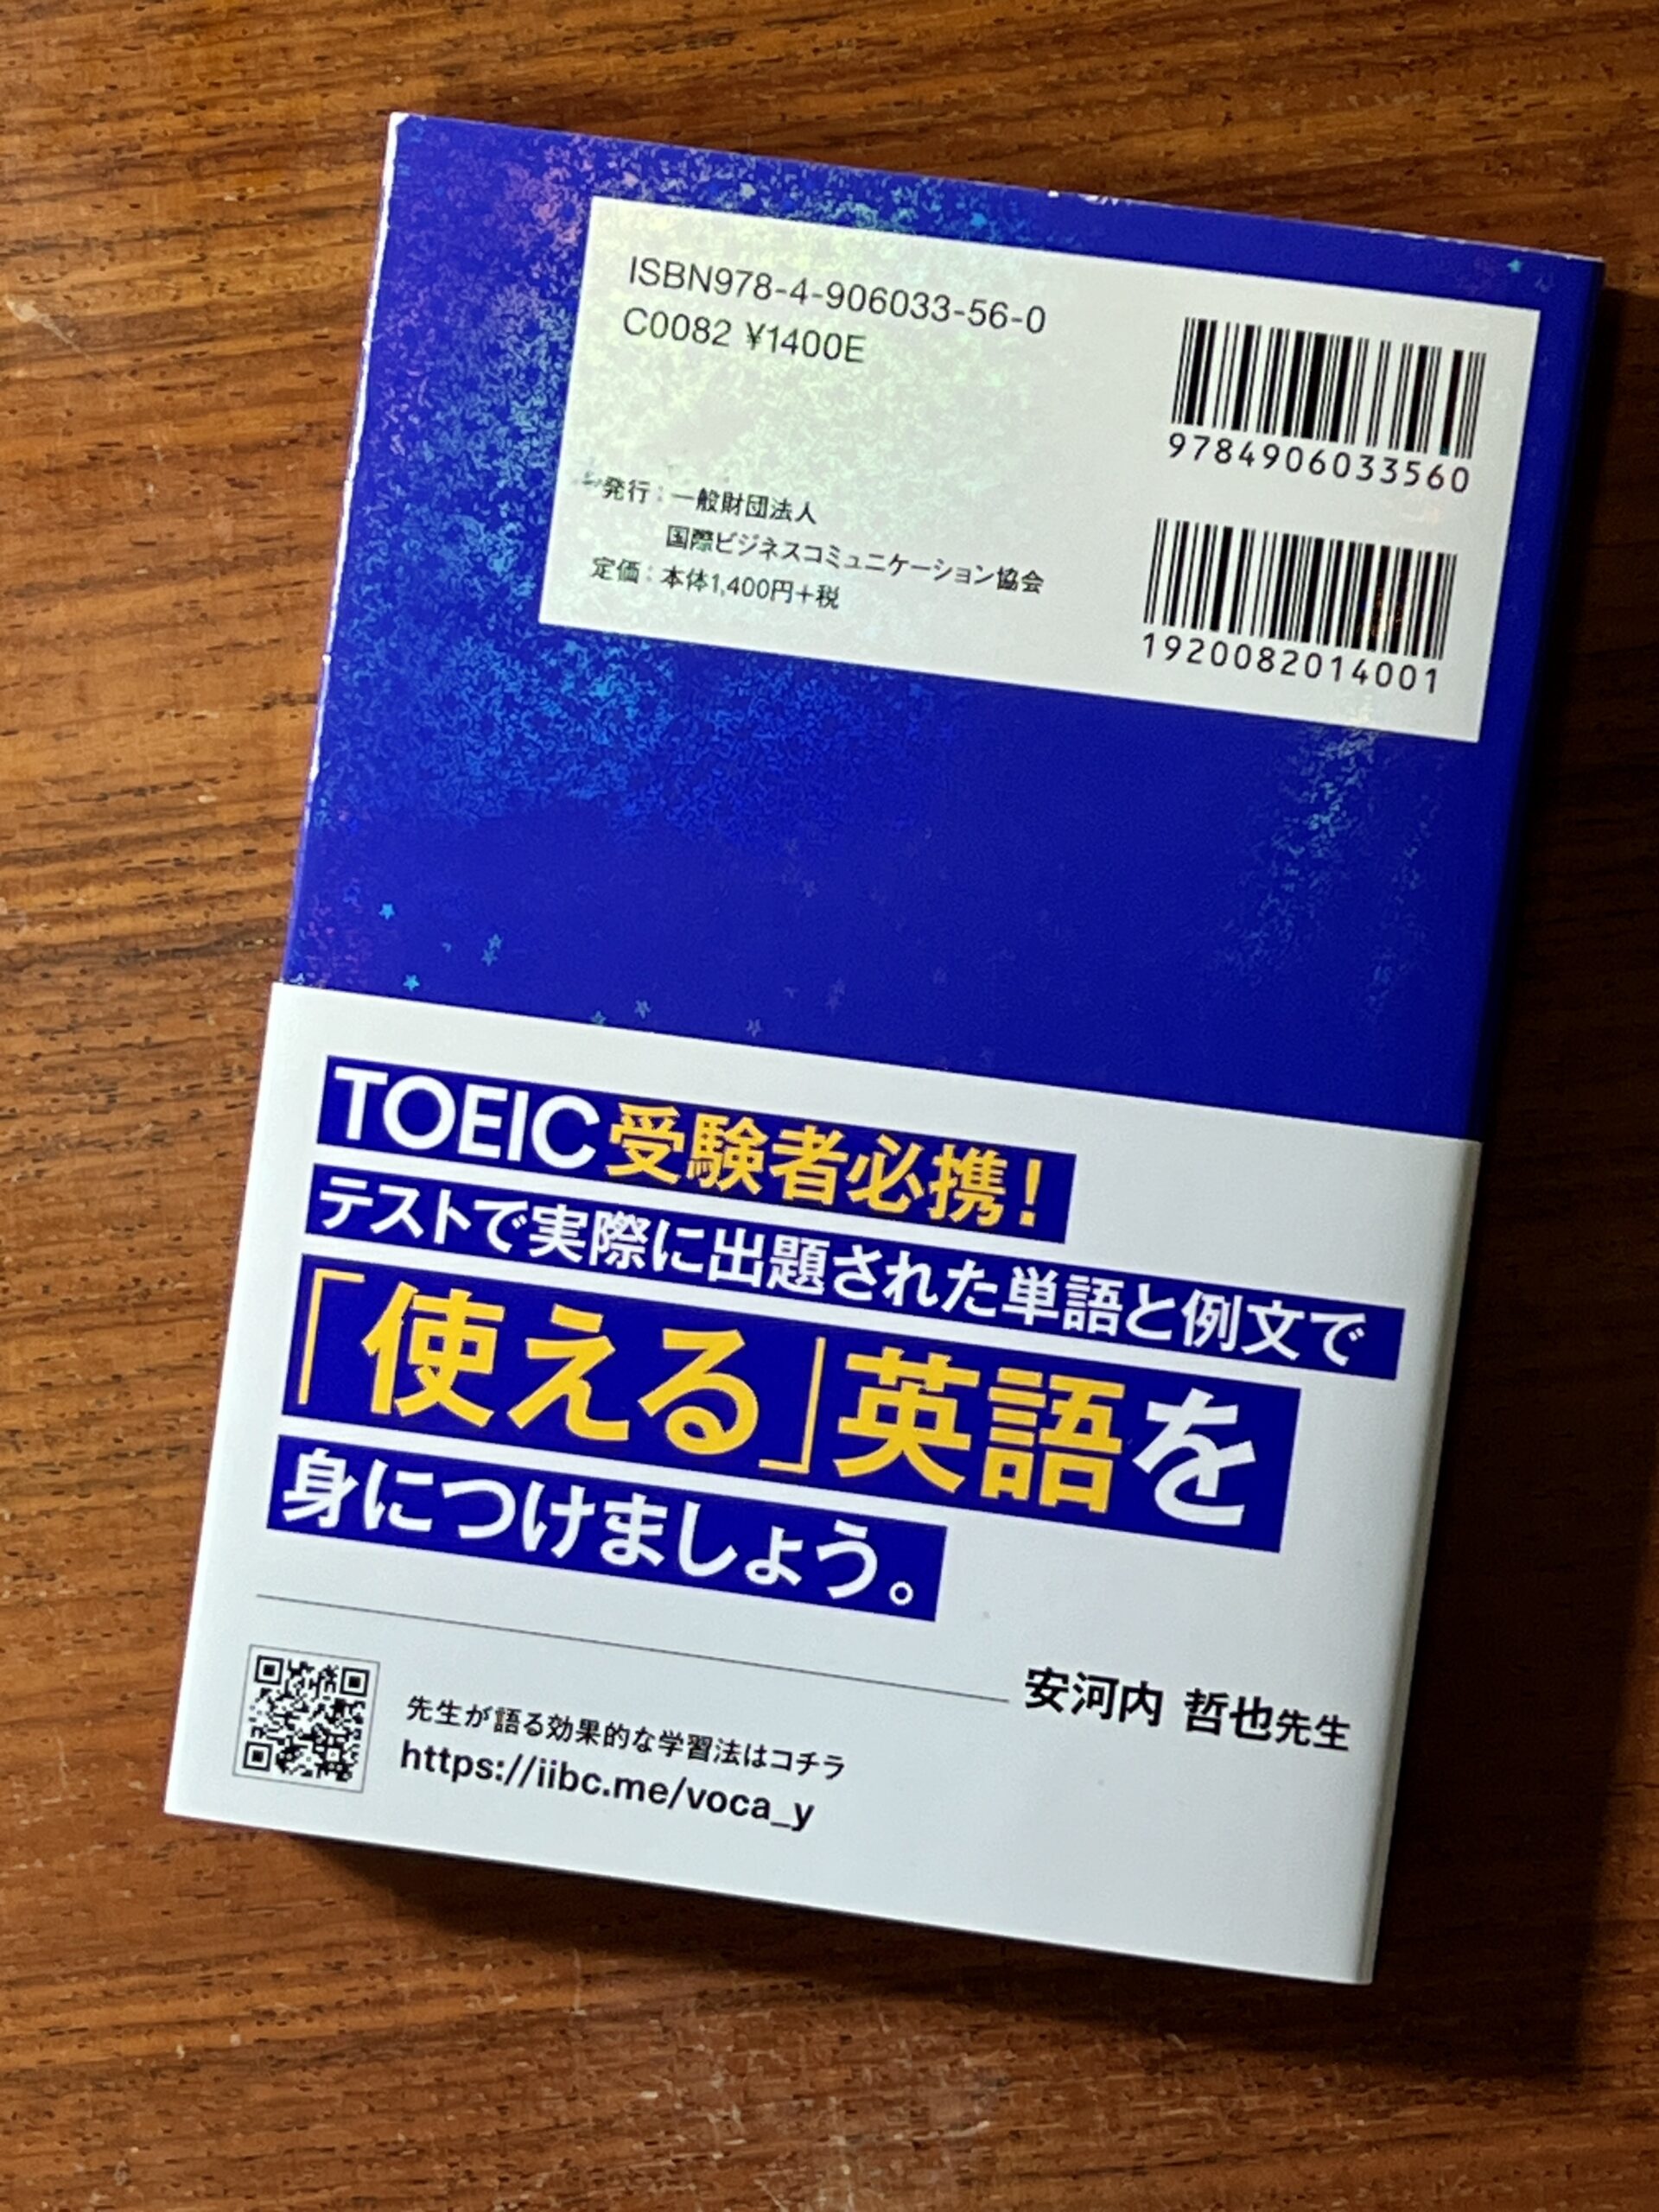 ISBN978-4-906033-56-0
C0082 ¥1400E
9784906033560
発行：一般財団法人
国際ビジネスコミュニケーション協会
定価：本体1,400円+税
1920082014001
TOEIC受験者必携！
テストで実際に出題された単語と例文で
「使える」英語を
身につけましょう。
安河内 哲也先生
先生が語る効果的な学習法はコチラ
https://iibc.me/voca_y